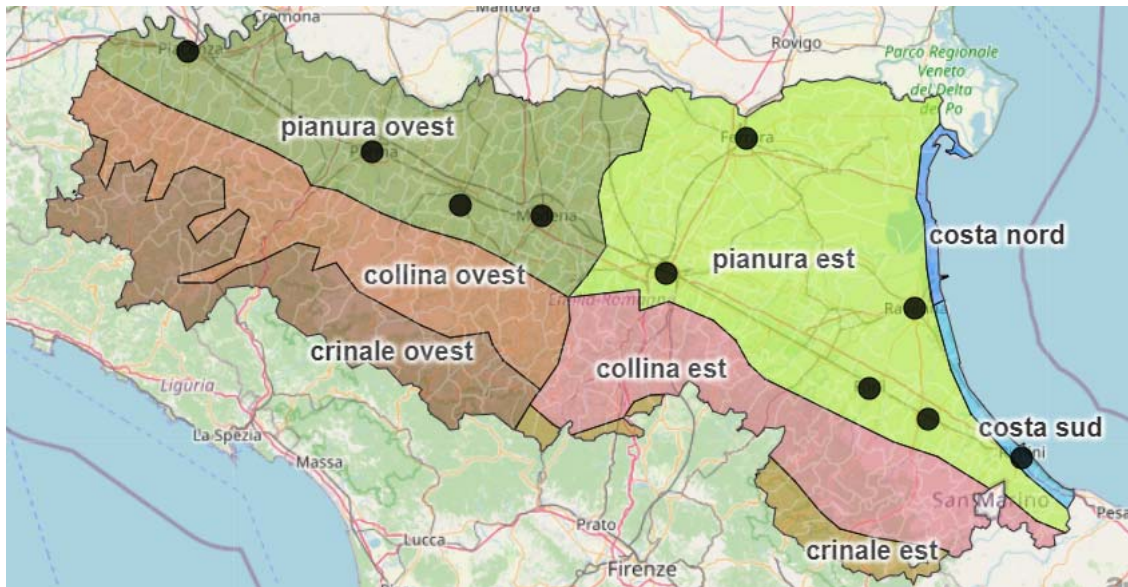 Cremona
Mantova
Rovigo
Parco Regionale
Veneto
del Delta
del Po
pianura ovest
costa nord
pianura est
collina ovest
Emilia-Romagna
crinale ovest
collina est
Liguria
costa sud
La Spezia
Massa
San Marino
Pesa
Prato
Lucca
crinale est
Firenze